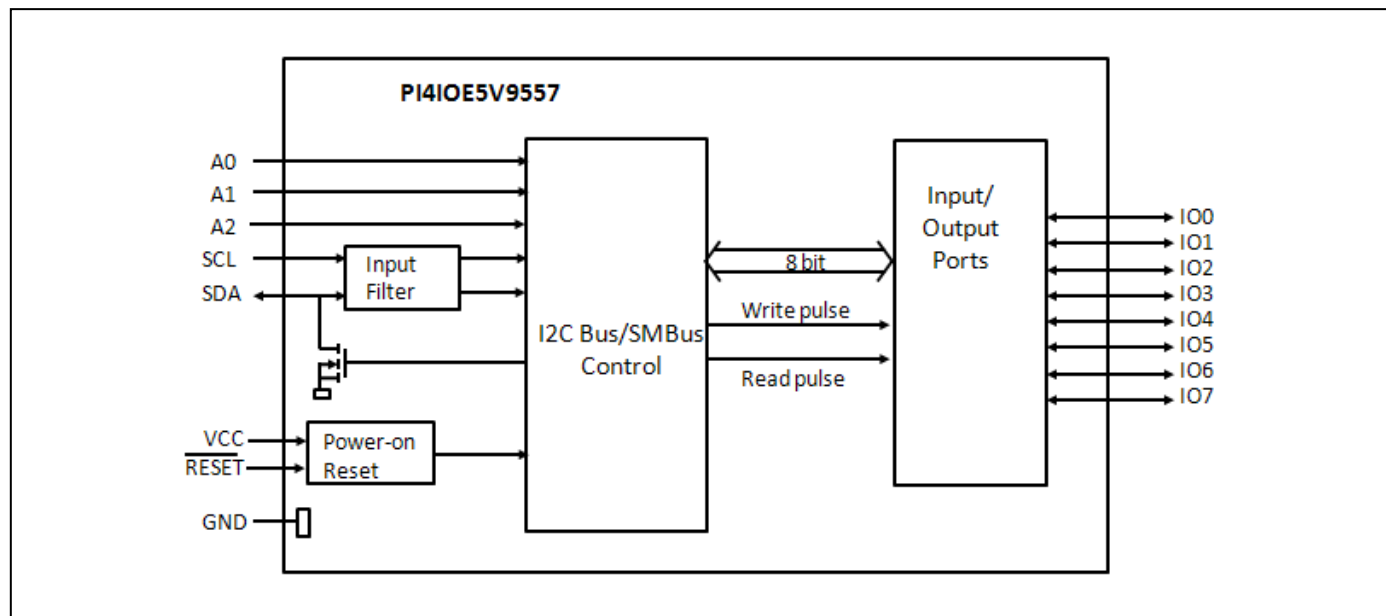 PI4IOE5V9557
A0
A1
A2
SCL
SDA
VCC
RESET
GND
Input
Filter
Power-on
Reset
I2C Bus/SMBus
Control
8 bit
Write pulse
Read pulse
Input/
Output
Ports
IO0
IO1
IO2
IO3
IO4
IO5
IO6
IO7